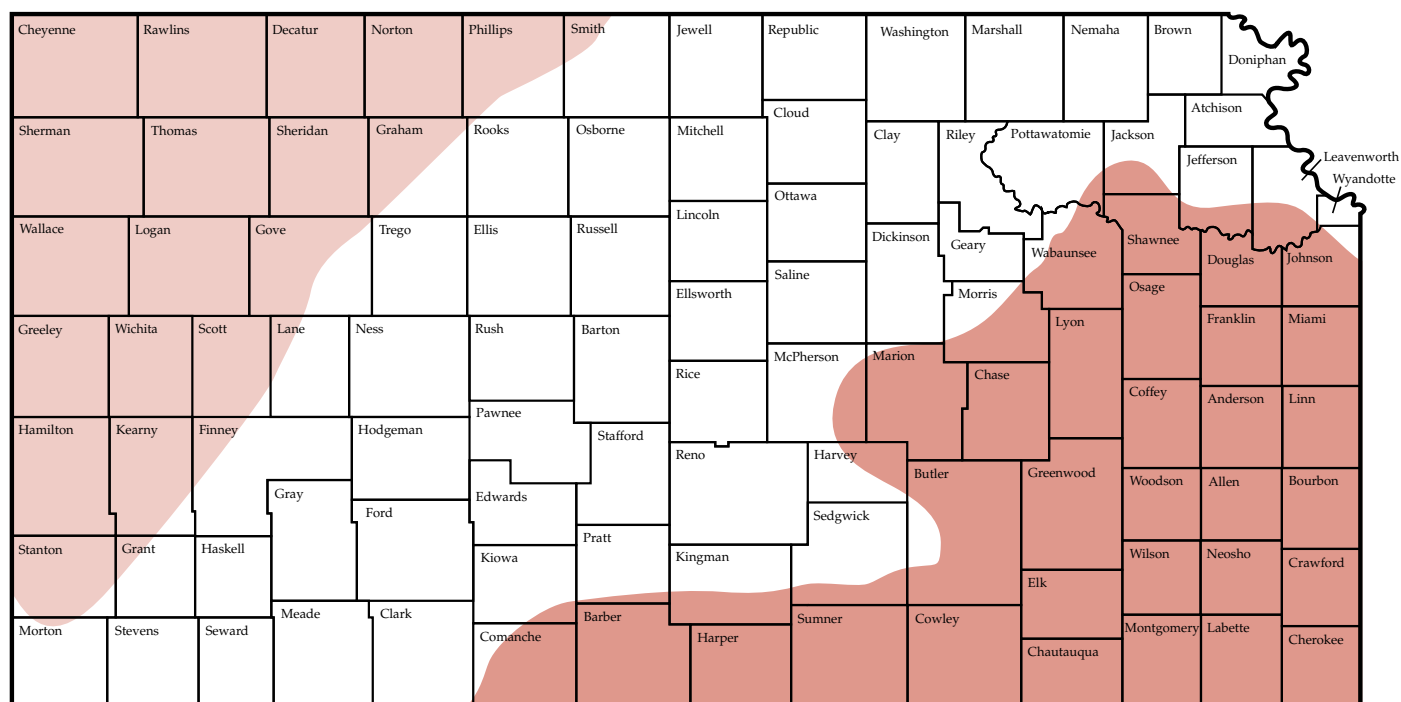 Cheyenne
Rawlins
Decatur
Norton
Phillips
Smith
Jewell
Republic
Washington
Marshall
Nemaha
Brown
Doniphan
Sherman
Thomas
Sheridan
Graham
Rooks
Osborne
Mitchell
Cloud
Clay
Riley
Pottawatomie
Jackson
Atchison
Jefferson
Leavenworth
Wyandotte
Wallace
Logan
Gove
Trego
Ellis
Russell
Lincoln
Ottawa
Dickinson
Geary
Wabaunsee
Shawnee
Douglas
Johnson
Ellsworth
Saline
Morris
Osage
Greeley
Wichita
Scott
Lane
Ness
Rush
Barton
Rice
McPherson
Marion
Chase
Lyon
Franklin
Miami
Coffey
Anderson
Linn
Hamilton
Kearny
Finney
Hodgeman
Pawnee
Stafford
Reno
Harvey
Butler
Greenwood
Woodson
Allen
Bourbon
Gray
Ford
Edwards
Sedgwick
Stanton
Grant
Haskell
Kiowa
Pratt
Kingman
Elk
Wilson
Neosho
Crawford
Morton
Stevens
Seward
Meade
Clark
Comanche
Barber
Harper
Sumner
Cowley
Chautauqua
Montgomery
Labette
Cherokee